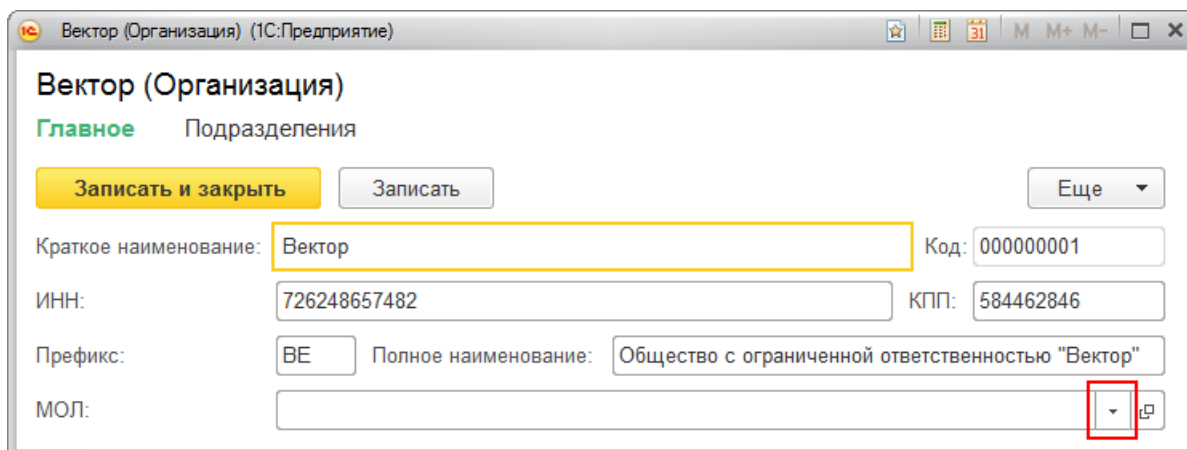 Вектор (Организация) (1С:Предприятие) 31 M M+ M-
Вектор (Организация)
Главное Подразделения
Записать и закрыть Записать Еще
Краткое наименование: Вектор Код: 000000001
ИНН: 726248657482 КПП: 584462846
Префикс: ВЕ Полное наименование: Общество с ограниченной ответственностью "Вектор"
МОЛ: